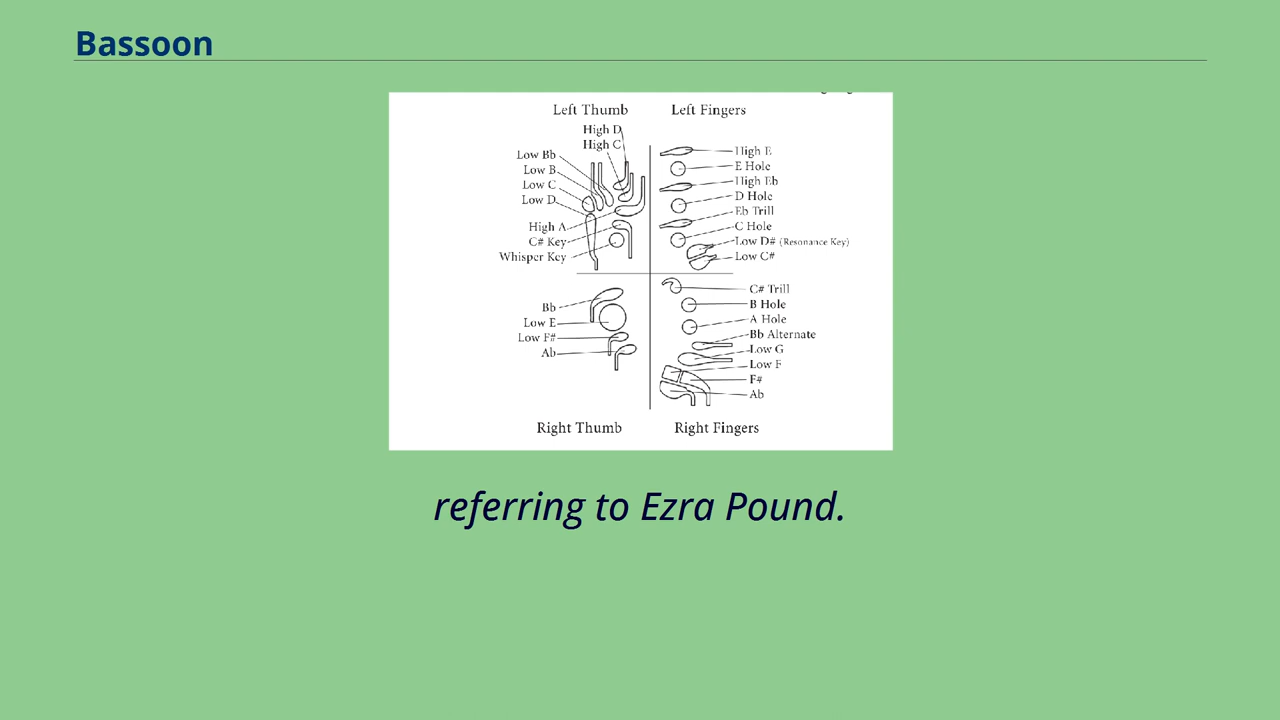 Bassoon
Left Thumb
Left Fingers
High D
High C
Low Bb
Low B
Low C
Low D
High A
C# Key
Whisper Key
High E
E Hole
High Eb
D Hole
Eb Trill
C Hole
Low D# (Resonance Key)
Low C#
Bb
Low E
Low F#
Ab
C# Trill
B Hole
A Hole
Bb Alternate
Low G
Low F
F#
Ab
Right Thumb
Right Fingers
referring to Ezra Pound.